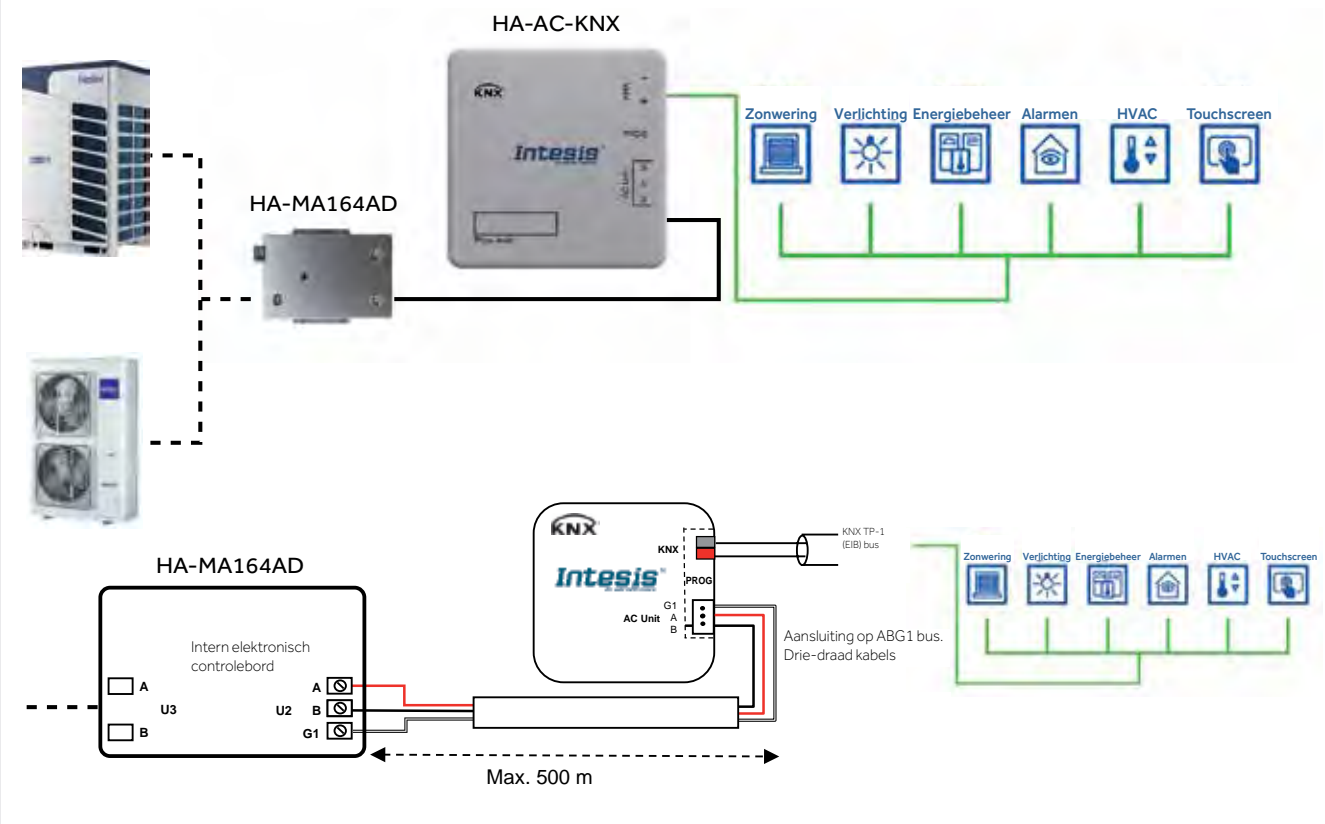 HA-AC-KNX
KNX
Intesis
HA-MA164AD
Zonwering Verlichting Energiebeheer Alarmen HVAC Touchscreen
Haier
KNX
KNX
Intesis
PROG
G1
AC Unit A
B
KNX TP-1
(EIB) bus
Aansluiting op ABG1 bus.
Drie-draad kabels
Zonwering Verlichting Energiebeheer Alarmen HVAC Touchscreen
HA-MA164AD
Intern elektronisch
controlebord
A
U3
B
A
U2 B
G1
Max. 500 m